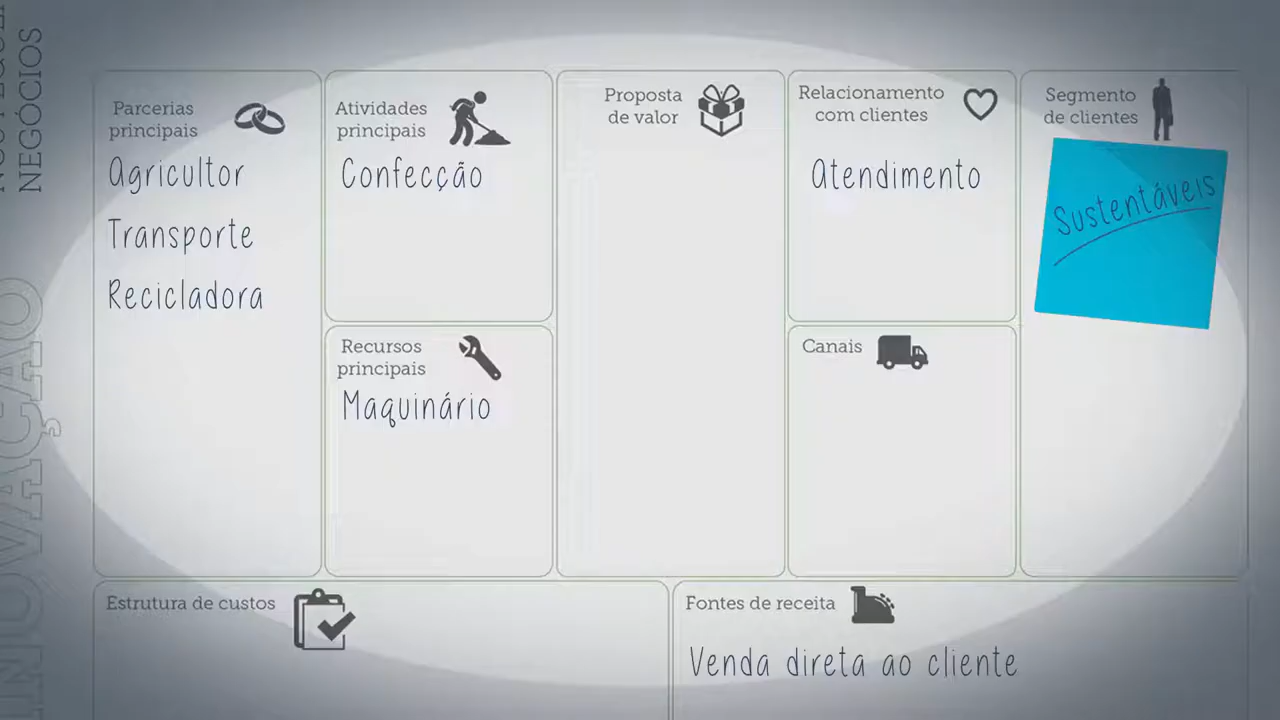 NEGÓCIOS
INOVAÇÃO
Parcerias
principais
Agricultor
Transporte
Recicladora
Atividades
principais
Confecção
Recursos
principais
Maquinário
Proposta
de valor
Relacionamento
com clientes
Atendimento
Canais
Segmento
de clientes
Sustentáveis
Estrutura de custos
Fontes de receita
Venda direta ao cliente